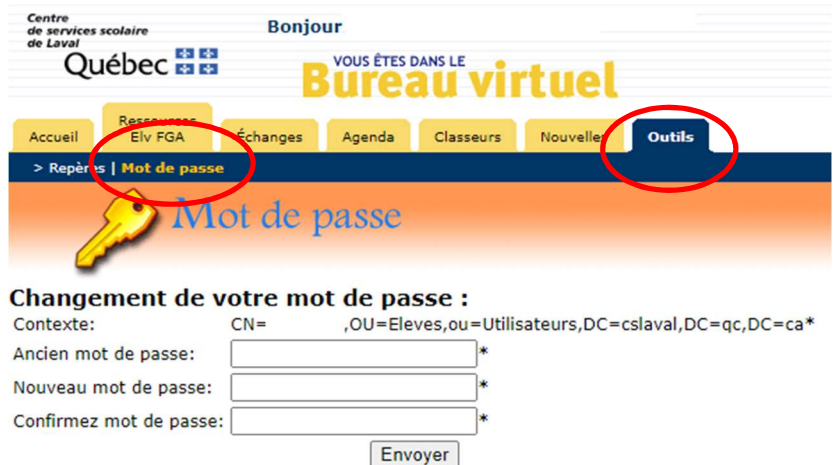 Centre
de services scolaire
de Laval
Québec
Bonjour
VOUS ÊTES DANS LE
Bureau virtuel
Accueil Ressources Elv FGA Échanges Agenda Classeurs Nouvelles Outils
> Repères | Mot de passe
Mot de passe
Changement de votre mot de passe :
Contexte: CN= ,OU=Eleves,ou=Utilisateurs,DC=cslaval,DC=qc,DC=ca*
Ancien mot de passe: *
Nouveau mot de passe: *
Confirmez mot de passe: *
Envoyer